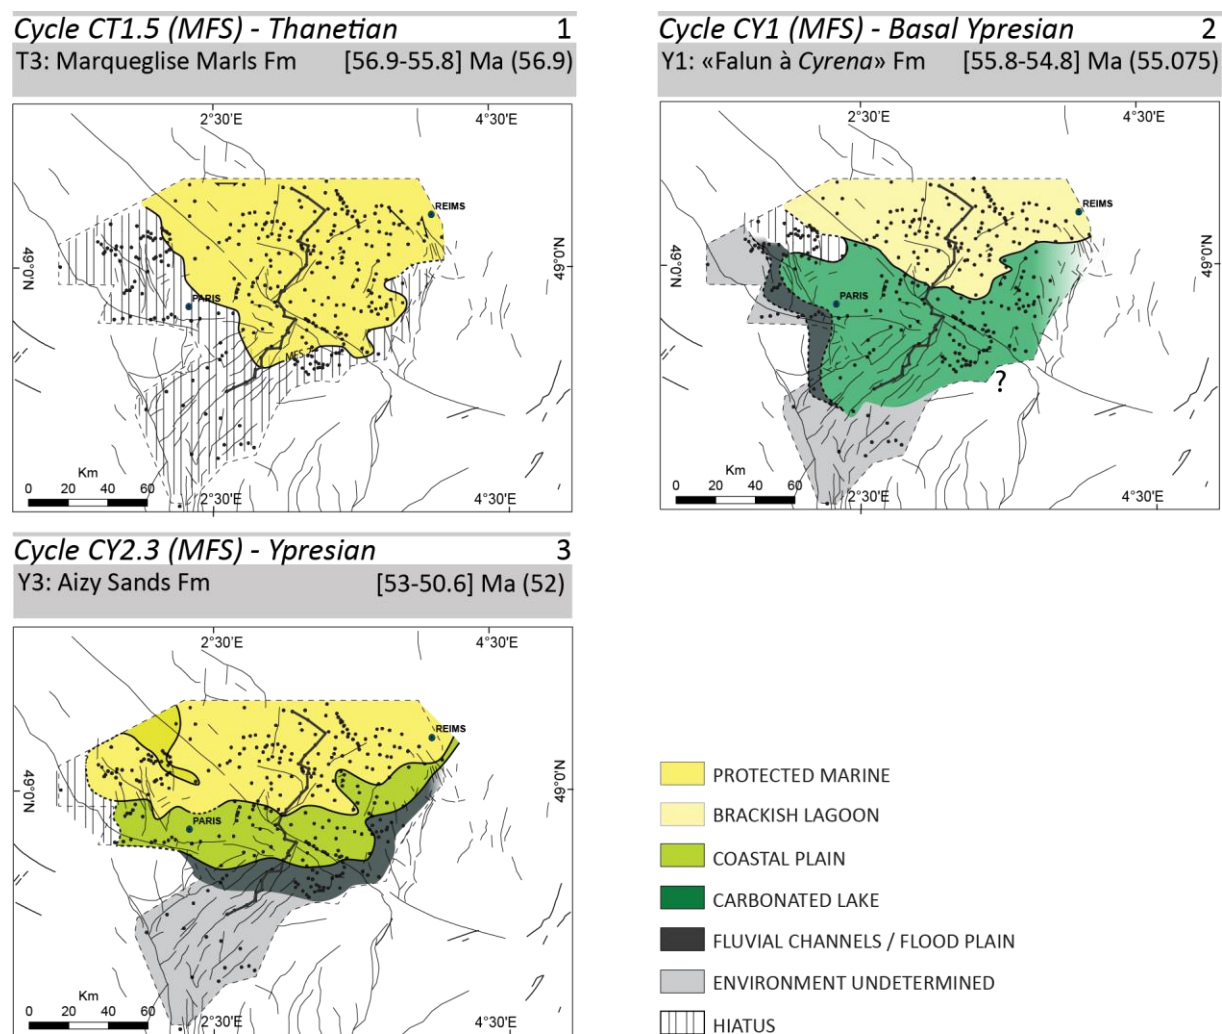 Cycle CT1.5 (MFS) - Thanetian 1
T3: Marqueglise Marls Fm [56.9-55.8] Ma (56.9)
2°30'E 4°30'E
REIMS
49°0'N 49°0'N
PARIS
MFS
Km
0 20 40 60
2°30'E 4°30'E
Cycle CY1 (MFS) - Basal Ypresian 2
Y1: «Falun à Cyrena» Fm [55.8-54.8] Ma (55.075)
2°30'E 4°30'E
REIMS
49°0'N 49°0'N
PARIS
?
Km
0 20 40 60
2°30'E 4°30'E
Cycle CY2.3 (MFS) - Ypresian 3
Y3: Aizy Sands Fm [53-50.6] Ma (52)
2°30'E 4°30'E
REIMS
49°0'N 49°0'N
PARIS
Km
0 20 40 60
2°30'E 4°30'E
PROTECTED MARINE
BRACKISH LAGOON
COASTAL PLAIN
CARBONATED LAKE
FLUVIAL CHANNELS / FLOOD PLAIN
ENVIRONMENT UNDETERMINED
HIATUS